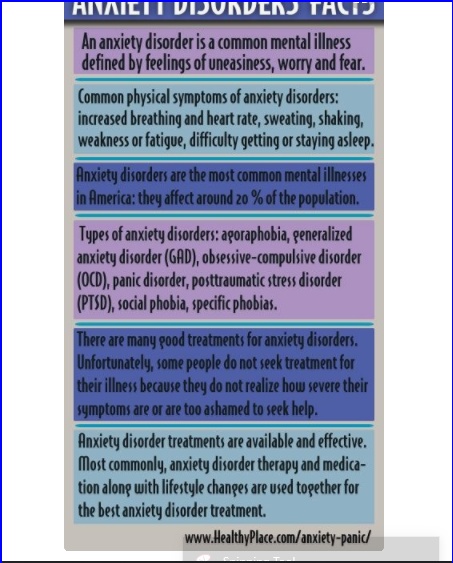 ANXIETY DISORDERS FACTS
An anxiety disorder is a common mental illness
defined by feelings of uneasiness, worry and fear.
Common physical symptoms of anxiety disorders:
increased breathing and heart rate, sweating, shaking,
weakness or fatigue, difficulty getting or staying asleep.
Anxiety disorders are the most common mental illnesses
in America: they affect around 20 % of the population.
Types of anxiety disorders: agoraphobia, generalized
anxiety disorder (GAD), obsessive-compulsive disorder
(OCD), panic disorder, posttraumatic stress disorder
(PTSD), social phobia, specific phobias.
There are many good treatments for anxiety disorders.
Unfortunately, some people do not seek treatment for
their illness because they do not realize how severe their
symptoms are or are too ashamed to seek help.
Anxiety disorder treatments are available and effective.
Most commonly, anxiety disorder therapy and medica-
tion along with lifestyle changes are used together for
the best anxiety disorder treatment.
www.HealthyPlace.com/anxiety-panic/